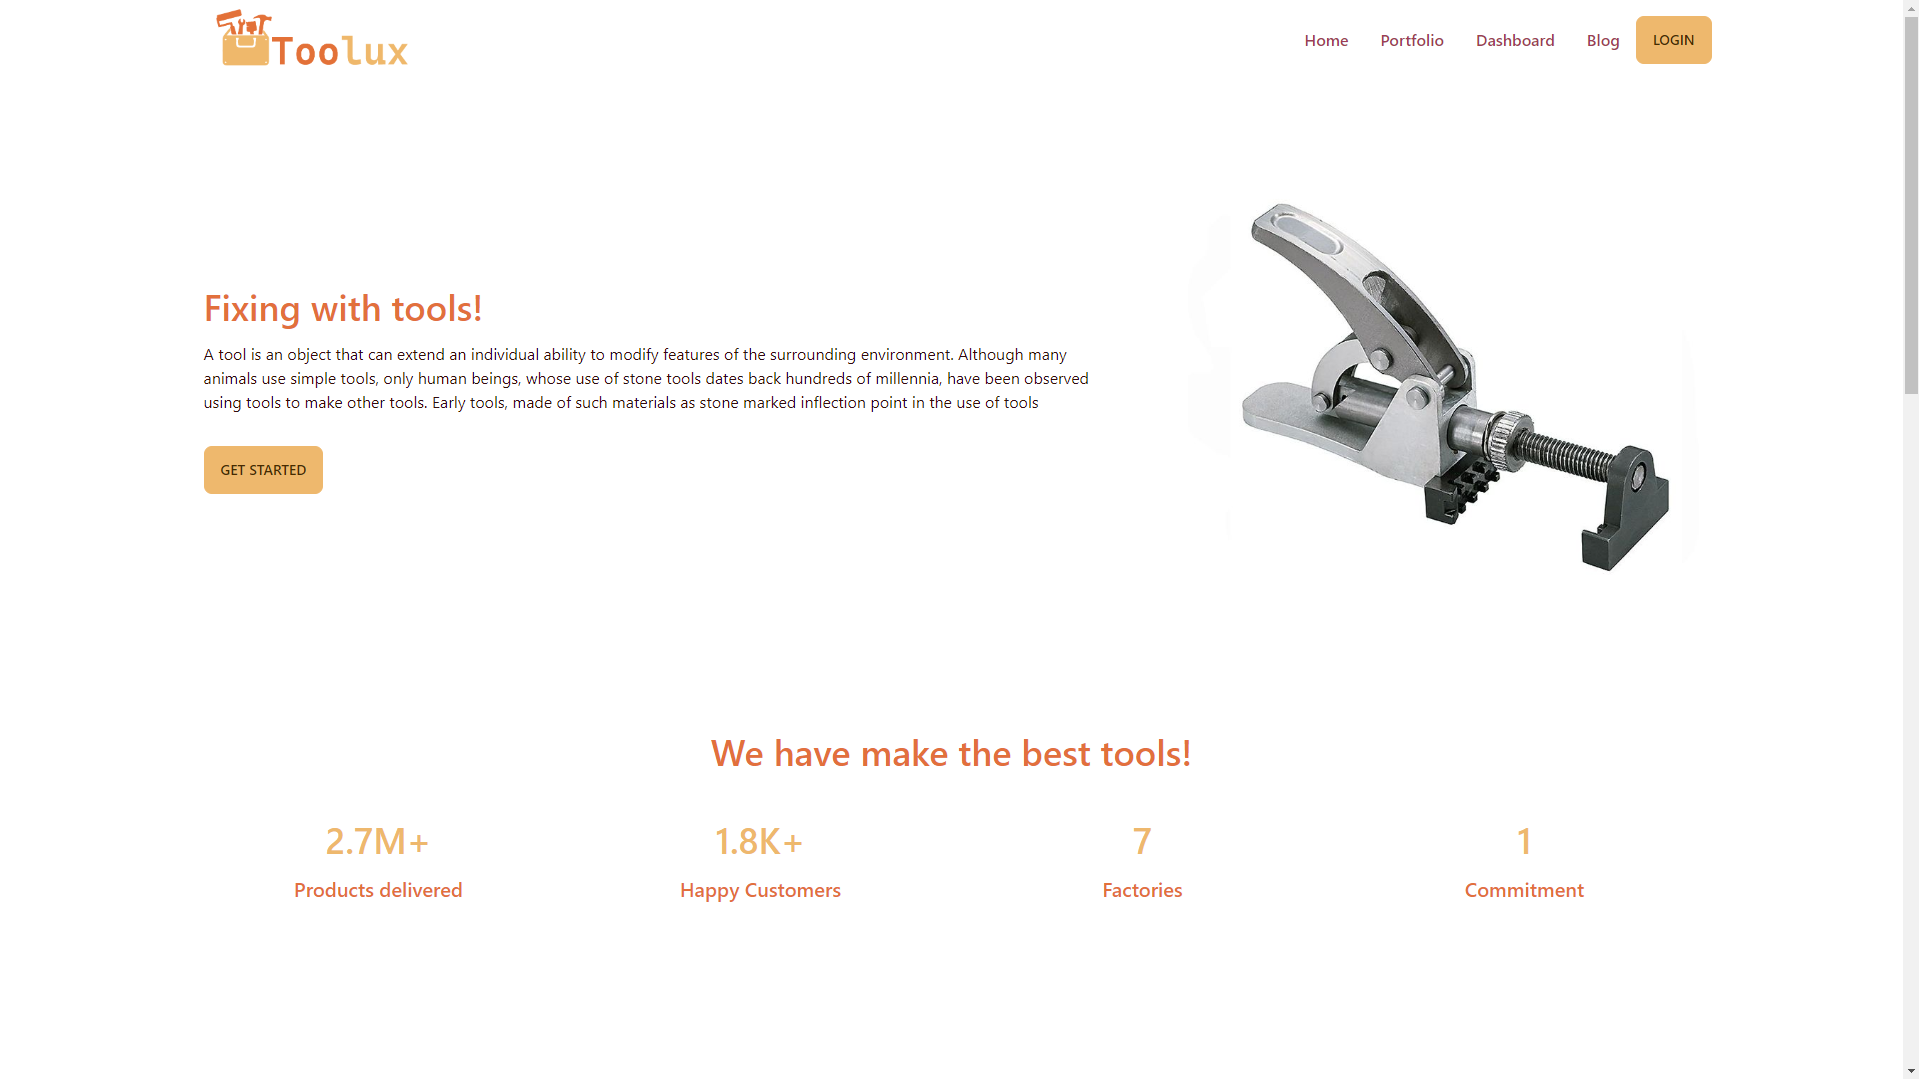 Toolux
Home
Portfolio
Dashboard
Blog
LOGIN
Fixing with tools!
A tool is an object that can extend an individual ability to modify features of the surrounding environment. Although many
animals use simple tools, only human beings, whose use of stone tools dates back hundreds of millennia, have been observed
using tools to make other tools. Early tools, made of such materials as stone marked inflection point in the use of tools
GET STARTED
We have make the best tools!
2.7M+
Products delivered
1.8K+
Happy Customers
7
Factories
1
Commitment